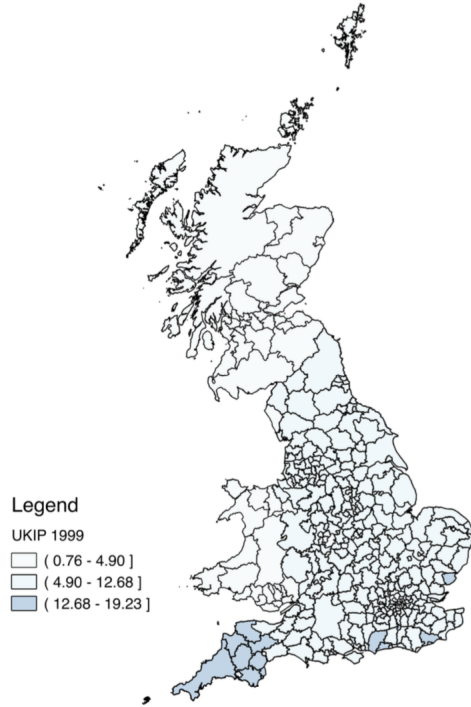 Legend
UKIP 1999
( 0.76 - 4.90 ]
( 4.90 - 12.68 ]
( 12.68 - 19.23 ]